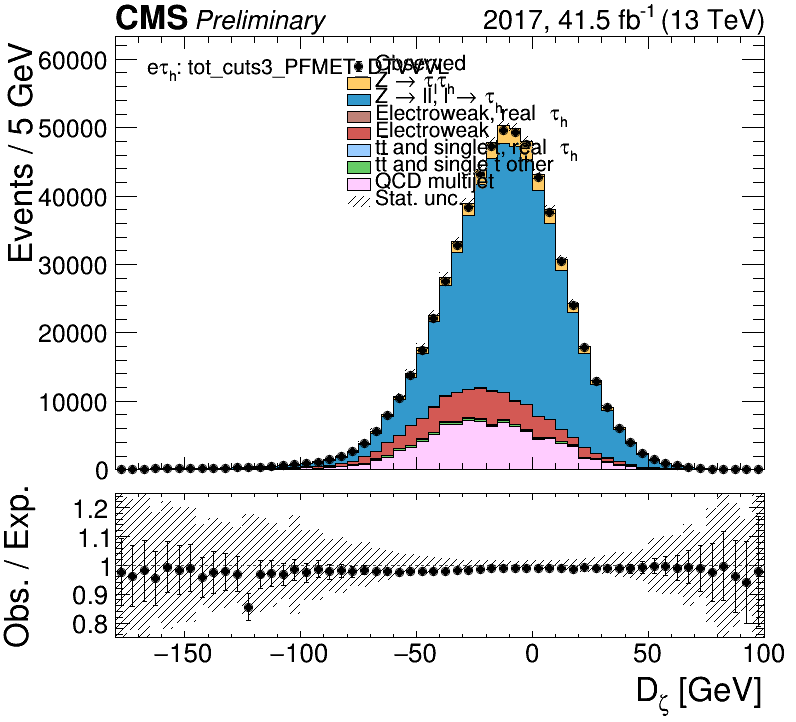 CMS Preliminary 2017, 41.5 fb⁻¹ (13 TeV)
Events / 5 GeV
60000
50000
40000
30000
20000
10000
0
eτₕ: tot_cuts3_PFMET
Observed
Z → ττₕ
Z → ll, l → τₕ
Electroweak, real τₕ
Electroweak
tt̄ and single t, real τₕ
tt̄ and single t other
QCD multijet
Stat. unc.
Obs. / Exp.
1.2
1.1
1
0.9
0.8
−150 −100 −50 0 50 100
D_ζ [GeV]